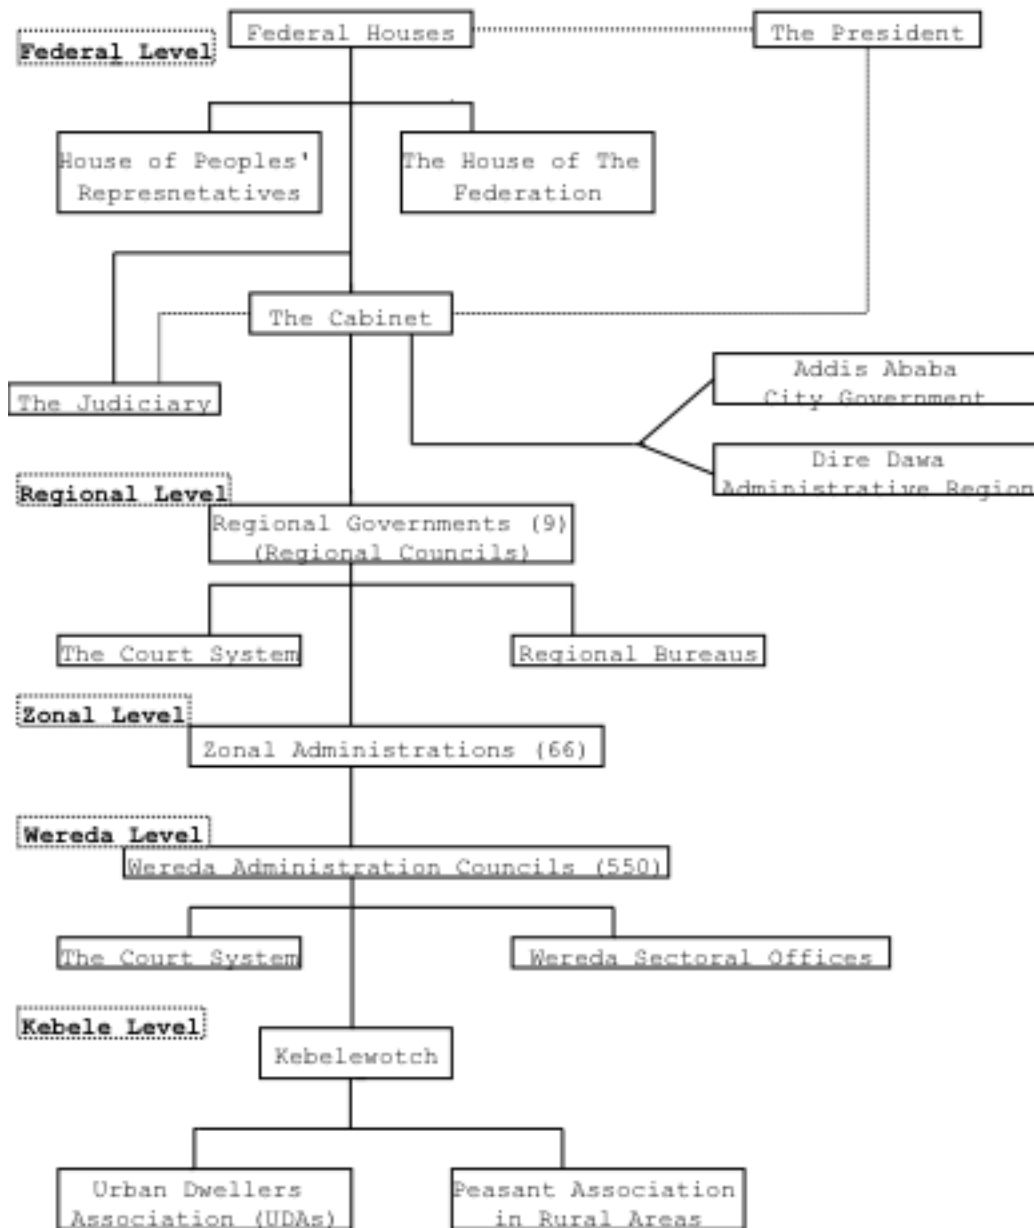 Federal Houses
The President
Federal Level
House of Peoples'
Represnetatives
The House of The
Federation
The Cabinet
The Judiciary
Addis Ababa
City Government
Dire Dawa
Administrative Region
Regional Level
Regional Governments (9)
(Regional Councils)
The Court System
Regional Bureaus
Zonal Level
Zonal Administrations (66)
Wereda Level
Wereda Administration Councils (550)
The Court System
Wereda Sectoral Offices
Kebele Level
Kebelewotch
Urban Dwellers
Association (UDAs)
Peasant Association
in Rural Areas